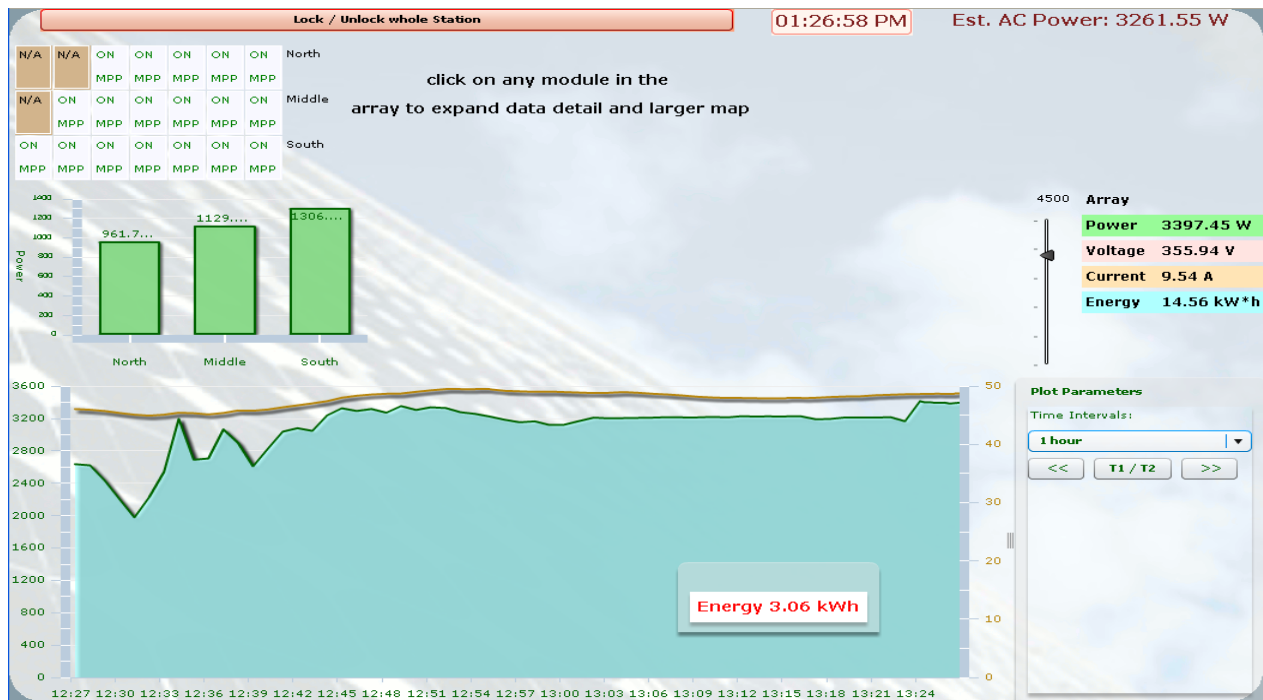 Lock / Unlock whole Station
01:26:58 PM
Est. AC Power: 3261.55 W
N/A N/A ON ON ON ON ON North
MPP MPP MPP MPP MPP
N/A ON ON ON ON ON ON Middle
MPP MPP MPP MPP MPP MPP
ON ON ON ON ON ON ON South
MPP MPP MPP MPP MPP MPP MPP
click on any module in the
array to expand data detail and larger map
1400
1200
1000
800
600
400
200
0
Power
961.7...
1129....
1306....
North Middle South
4500 Array
Power 3397.45 W
Voltage 355.94 V
Current 9.54 A
Energy 14.56 kW*h
3600
3200
2800
2400
2000
1600
1200
800
400
0
50
40
30
20
10
0
Energy 3.06 kWh
12:27 12:30 12:33 12:36 12:39 12:42 12:45 12:48 12:51 12:54 12:57 13:00 13:03 13:06 13:09 13:12 13:15 13:18 13:21 13:24
Plot Parameters
Time Intervals:
1 hour
<< T1 / T2 >>